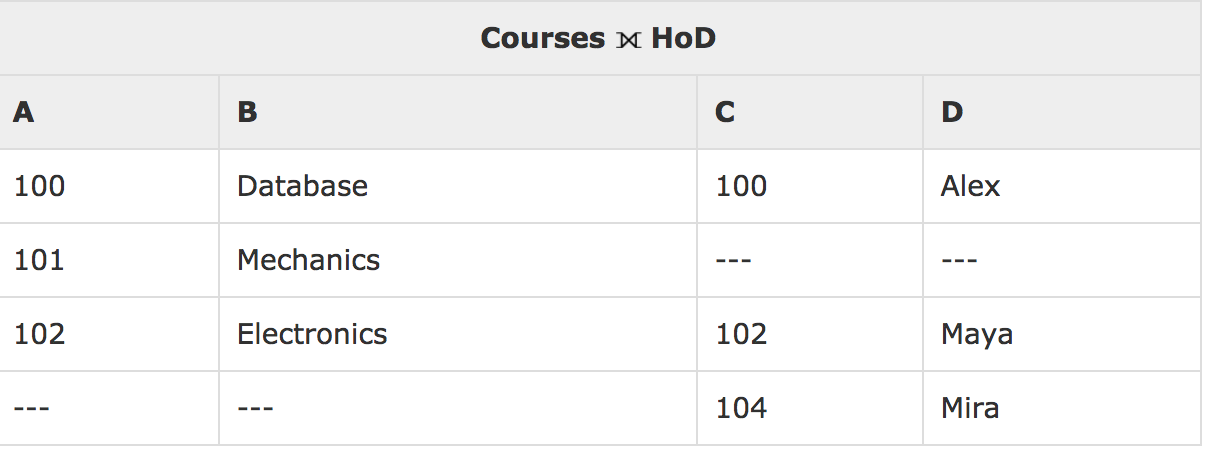 Courses ⟗ HoD
A B C D
100 Database 100 Alex
101 Mechanics --- ---
102 Electronics 102 Maya
--- --- 104 Mira